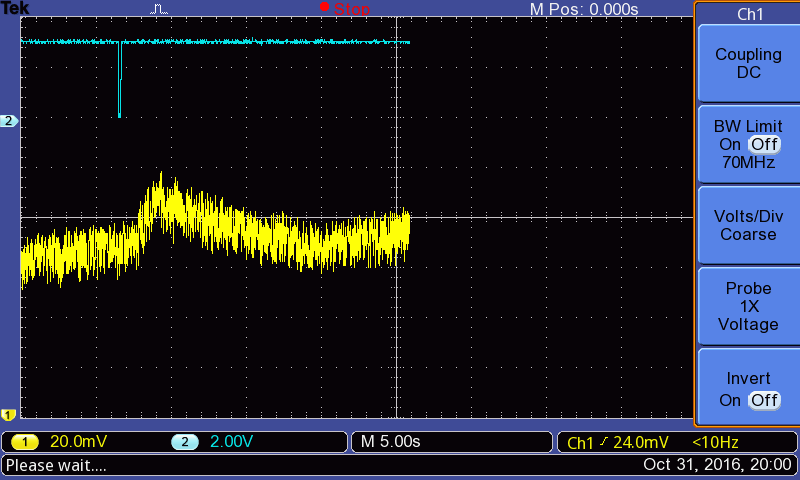 Tek Stop M Pos: 0.000s
Ch1
Coupling
DC
BW Limit
On Off
70MHz
Volts/Div
Coarse
Probe
1X
Voltage
Invert
On Off
2
1
1 20.0mV 2 2.00V M 5.00s Ch1 24.0mV <10Hz
Please wait.... Oct 31, 2016, 20:00